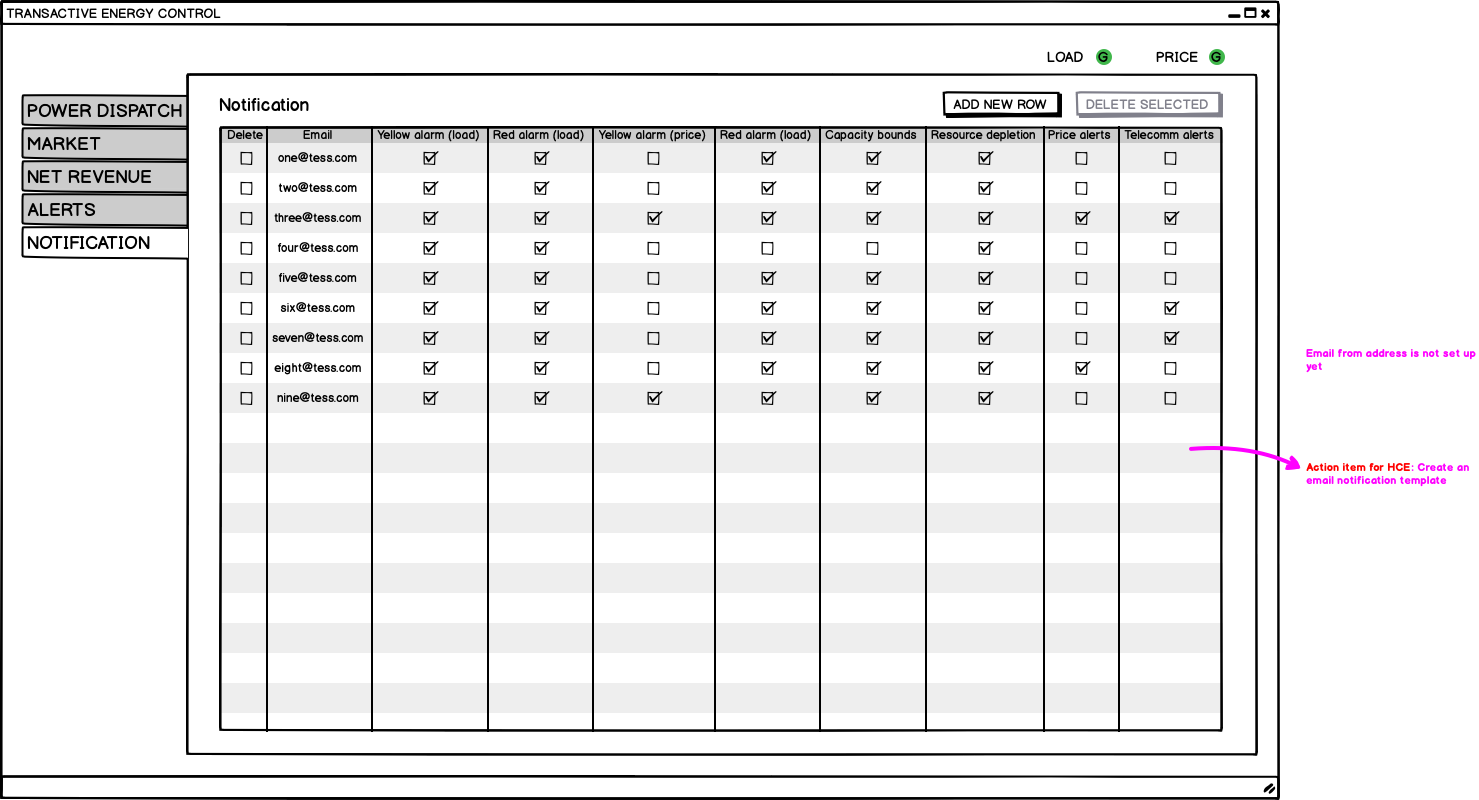 TRANSACTIVE ENERGY CONTROL
LOAD G PRICE G
POWER DISPATCH
MARKET
NET REVENUE
ALERTS
NOTIFICATION
Notification
ADD NEW ROW DELETE SELECTED
Delete Email Yellow alarm (load) Red alarm (load) Yellow alarm (price) Red alarm (load) Capacity bounds Resource depletion Price alerts Telecomm alerts
one@tess.com
two@tess.com
three@tess.com
four@tess.com
five@tess.com
six@tess.com
seven@tess.com
eight@tess.com
nine@tess.com
Email from address is not set up
yet
Action item for HCE: Create an
email notification template